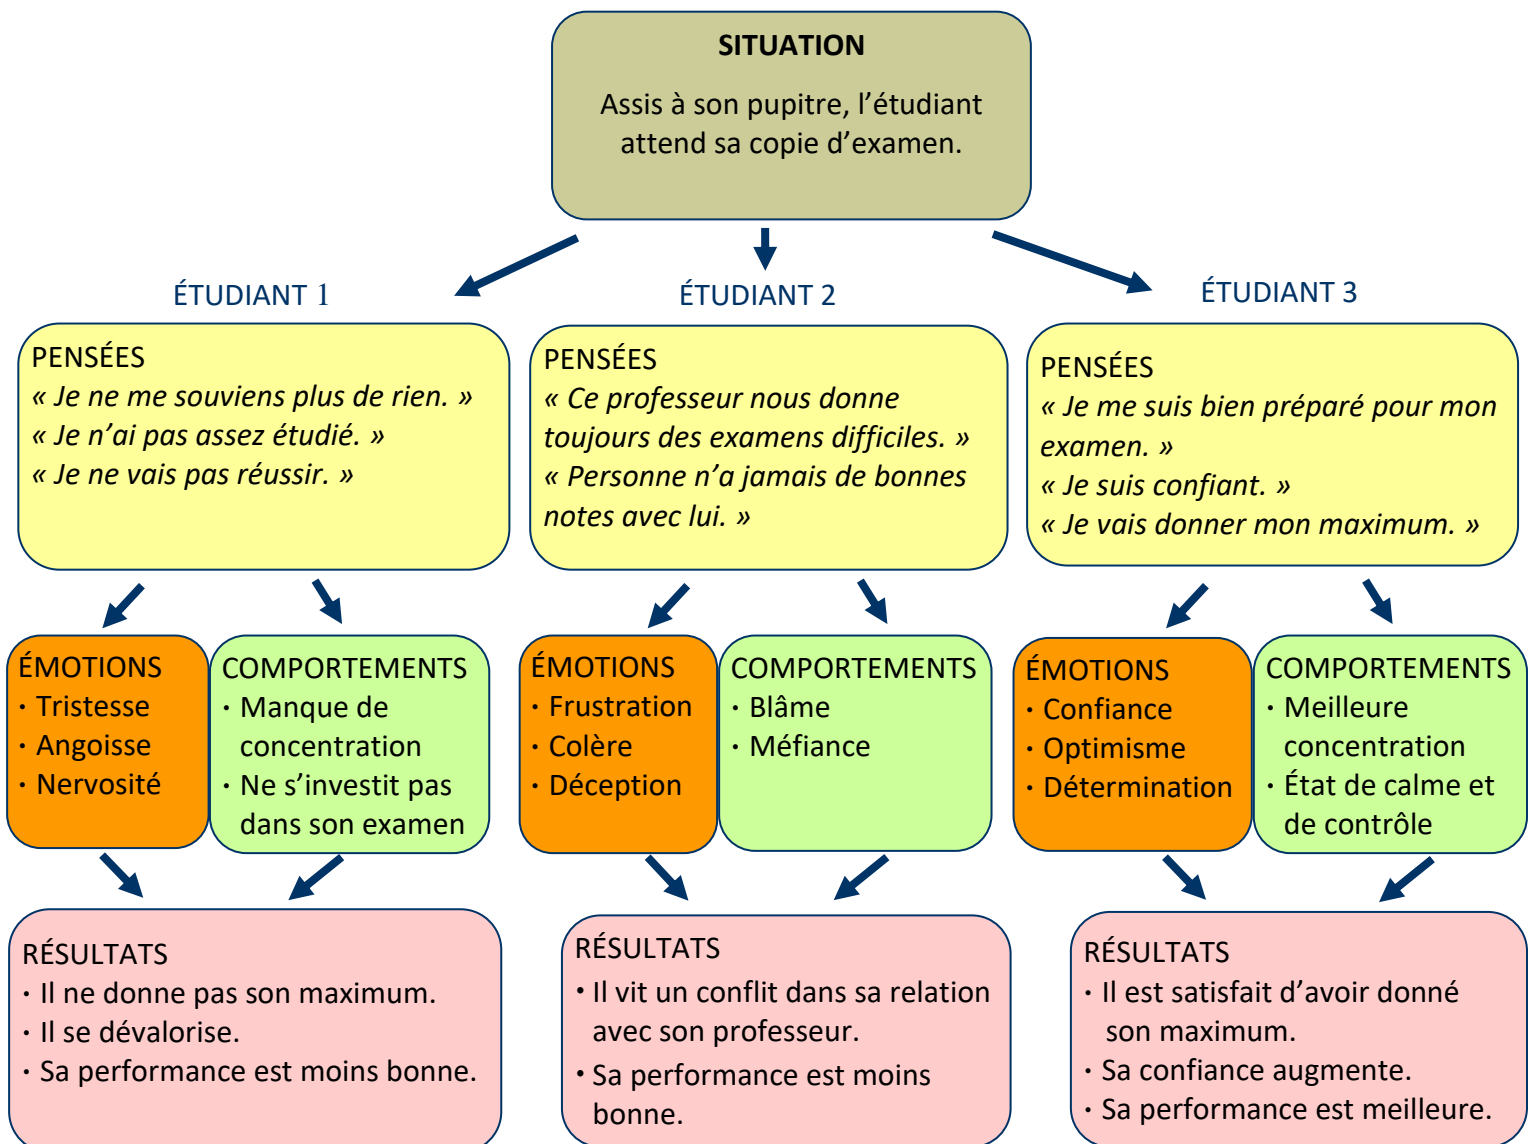 SITUATION
Assis à son pupitre, l’étudiant
attend sa copie d’examen.
ÉTUDIANT 1
PENSÉES
« Je ne me souviens plus de rien. »
« Je n’ai pas assez étudié. »
« Je ne vais pas réussir. »
ÉMOTIONS
· Tristesse
· Angoisse
· Nervosité
COMPORTEMENTS
· Manque de
concentration
· Ne s’investit pas
dans son examen
RÉSULTATS
· Il ne donne pas son maximum.
· Il se dévalorise.
· Sa performance est moins bonne.
ÉTUDIANT 2
PENSÉES
« Ce professeur nous donne
toujours des examens difficiles. »
« Personne n’a jamais de bonnes
notes avec lui. »
ÉMOTIONS
· Frustration
· Colère
· Déception
COMPORTEMENTS
· Blâme
· Méfiance
RÉSULTATS
· Il vit un conflit dans sa relation
avec son professeur.
· Sa performance est moins
bonne.
ÉTUDIANT 3
PENSÉES
« Je me suis bien préparé pour mon
examen. »
« Je suis confiant. »
« Je vais donner mon maximum. »
ÉMOTIONS
· Confiance
· Optimisme
· Détermination
COMPORTEMENTS
· Meilleure
concentration
· État de calme et
de contrôle
RÉSULTATS
· Il est satisfait d’avoir donné
son maximum.
· Sa confiance augmente.
· Sa performance est meilleure.